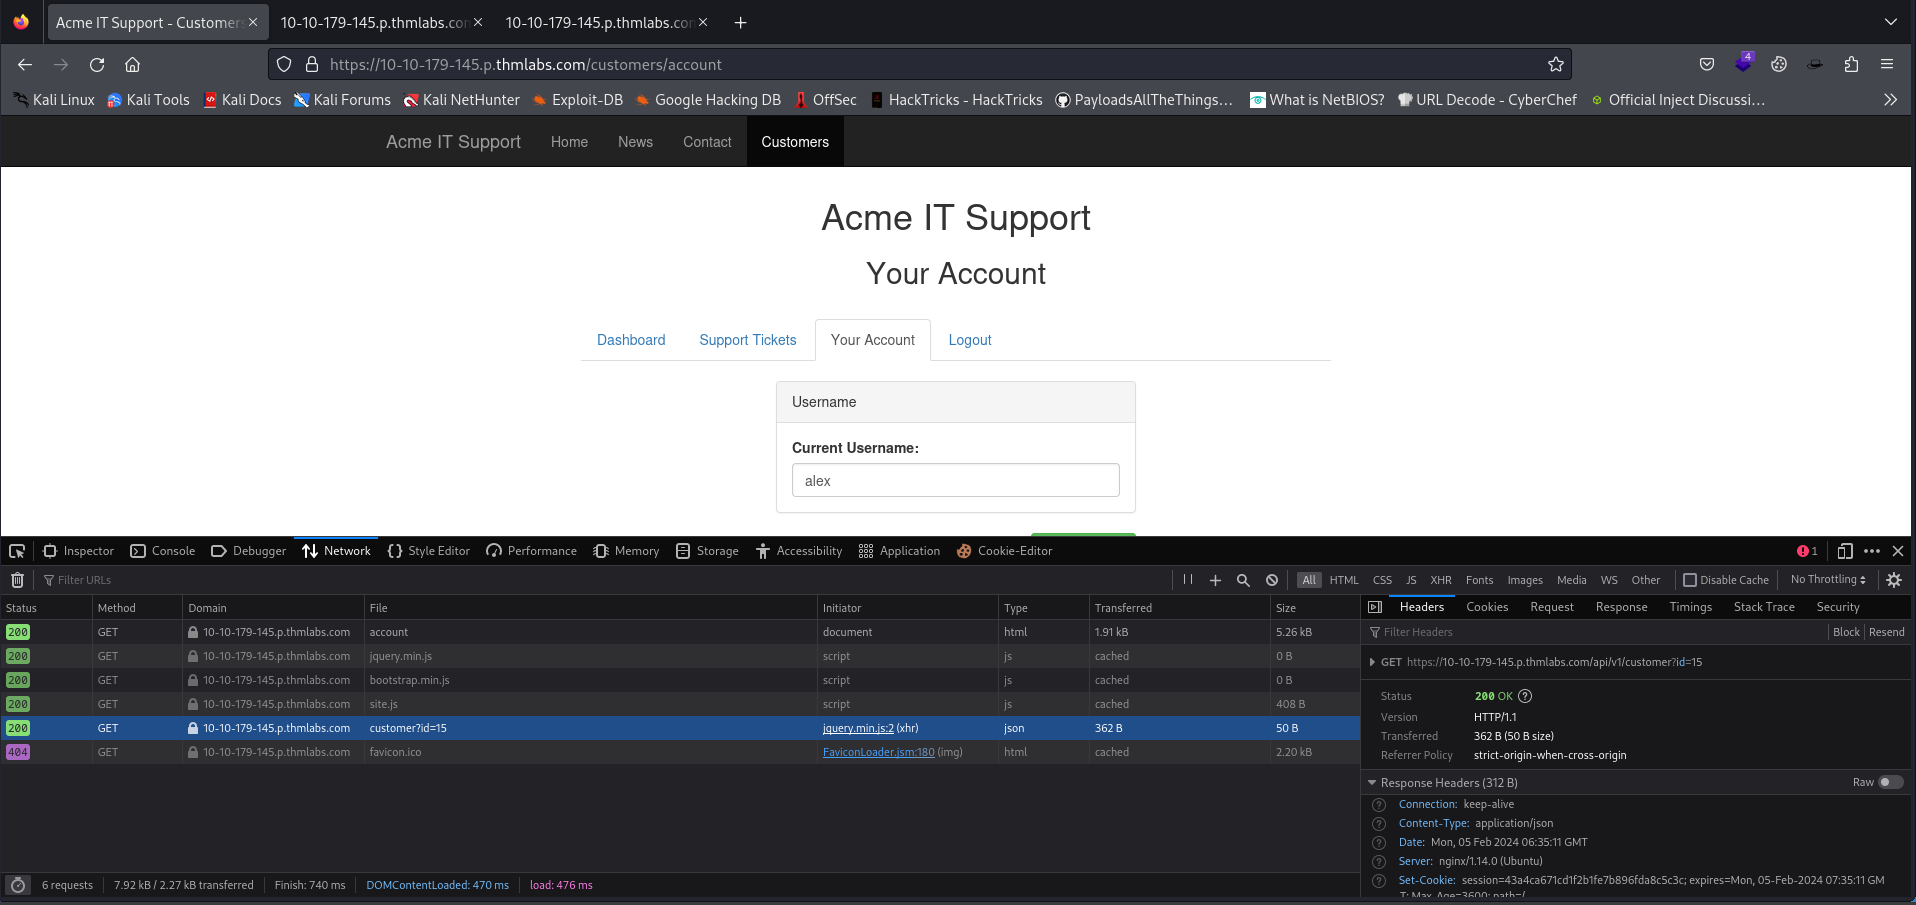 Acme IT Support - Customers
10-10-179-145.p.thmlabs.com
10-10-179-145.p.thmlabs.com
https://10-10-179-145.p.thmlabs.com/customers/account
4
Kali Linux Kali Tools Kali Docs Kali Forums Kali NetHunter Exploit-DB Google Hacking DB OffSec HackTricks - HackTricks PayloadsAllTheThings… What is NetBIOS? URL Decode - CyberChef Official Inject Discussi…
Acme IT Support Home News Contact Customers
Acme IT Support
Your Account
Dashboard Support Tickets Your Account Logout
Username
Current Username:
alex
Inspector Console Debugger Network Style Editor Performance Memory Storage Accessibility Application Cookie-Editor 1
Filter URLs All HTML CSS JS XHR Fonts Images Media WS Other Disable Cache No Throttling
Status Method Domain File Initiator Type Transferred Size
200 GET 10-10-179-145.p.thmlabs.com account document html 1.91 kB 5.26 kB
200 GET 10-10-179-145.p.thmlabs.com jquery.min.js script js cached 0 B
200 GET 10-10-179-145.p.thmlabs.com bootstrap.min.js script js cached 0 B
200 GET 10-10-179-145.p.thmlabs.com site.js script js cached 408 B
200 GET 10-10-179-145.p.thmlabs.com customer?id=15 jquery.min.js:2 (xhr) json 362 B 50 B
404 GET 10-10-179-145.p.thmlabs.com favicon.ico FaviconLoader.jsm:180 (img) html cached 2.20 kB
6 requests 7.92 kB / 2.27 kB transferred Finish: 740 ms DOMContentLoaded: 470 ms load: 476 ms
Headers Cookies Request Response Timings Stack Trace Security
Filter Headers Block Resend
GET https://10-10-179-145.p.thmlabs.com/api/v1/customer?id=15
Status 200 OK
Version HTTP/1.1
Transferred 362 B (50 B size)
Referrer Policy strict-origin-when-cross-origin
Response Headers (312 B) Raw
Connection: keep-alive
Content-Type: application/json
Date: Mon, 05 Feb 2024 06:35:11 GMT
Server: nginx/1.14.0 (Ubuntu)
Set-Cookie: session=43a4ca671cd1f2b1fe7b896fda8c5c3c; expires=Mon, 05-Feb-2024 07:35:11 GM
T; Max-Age=3600; path=/